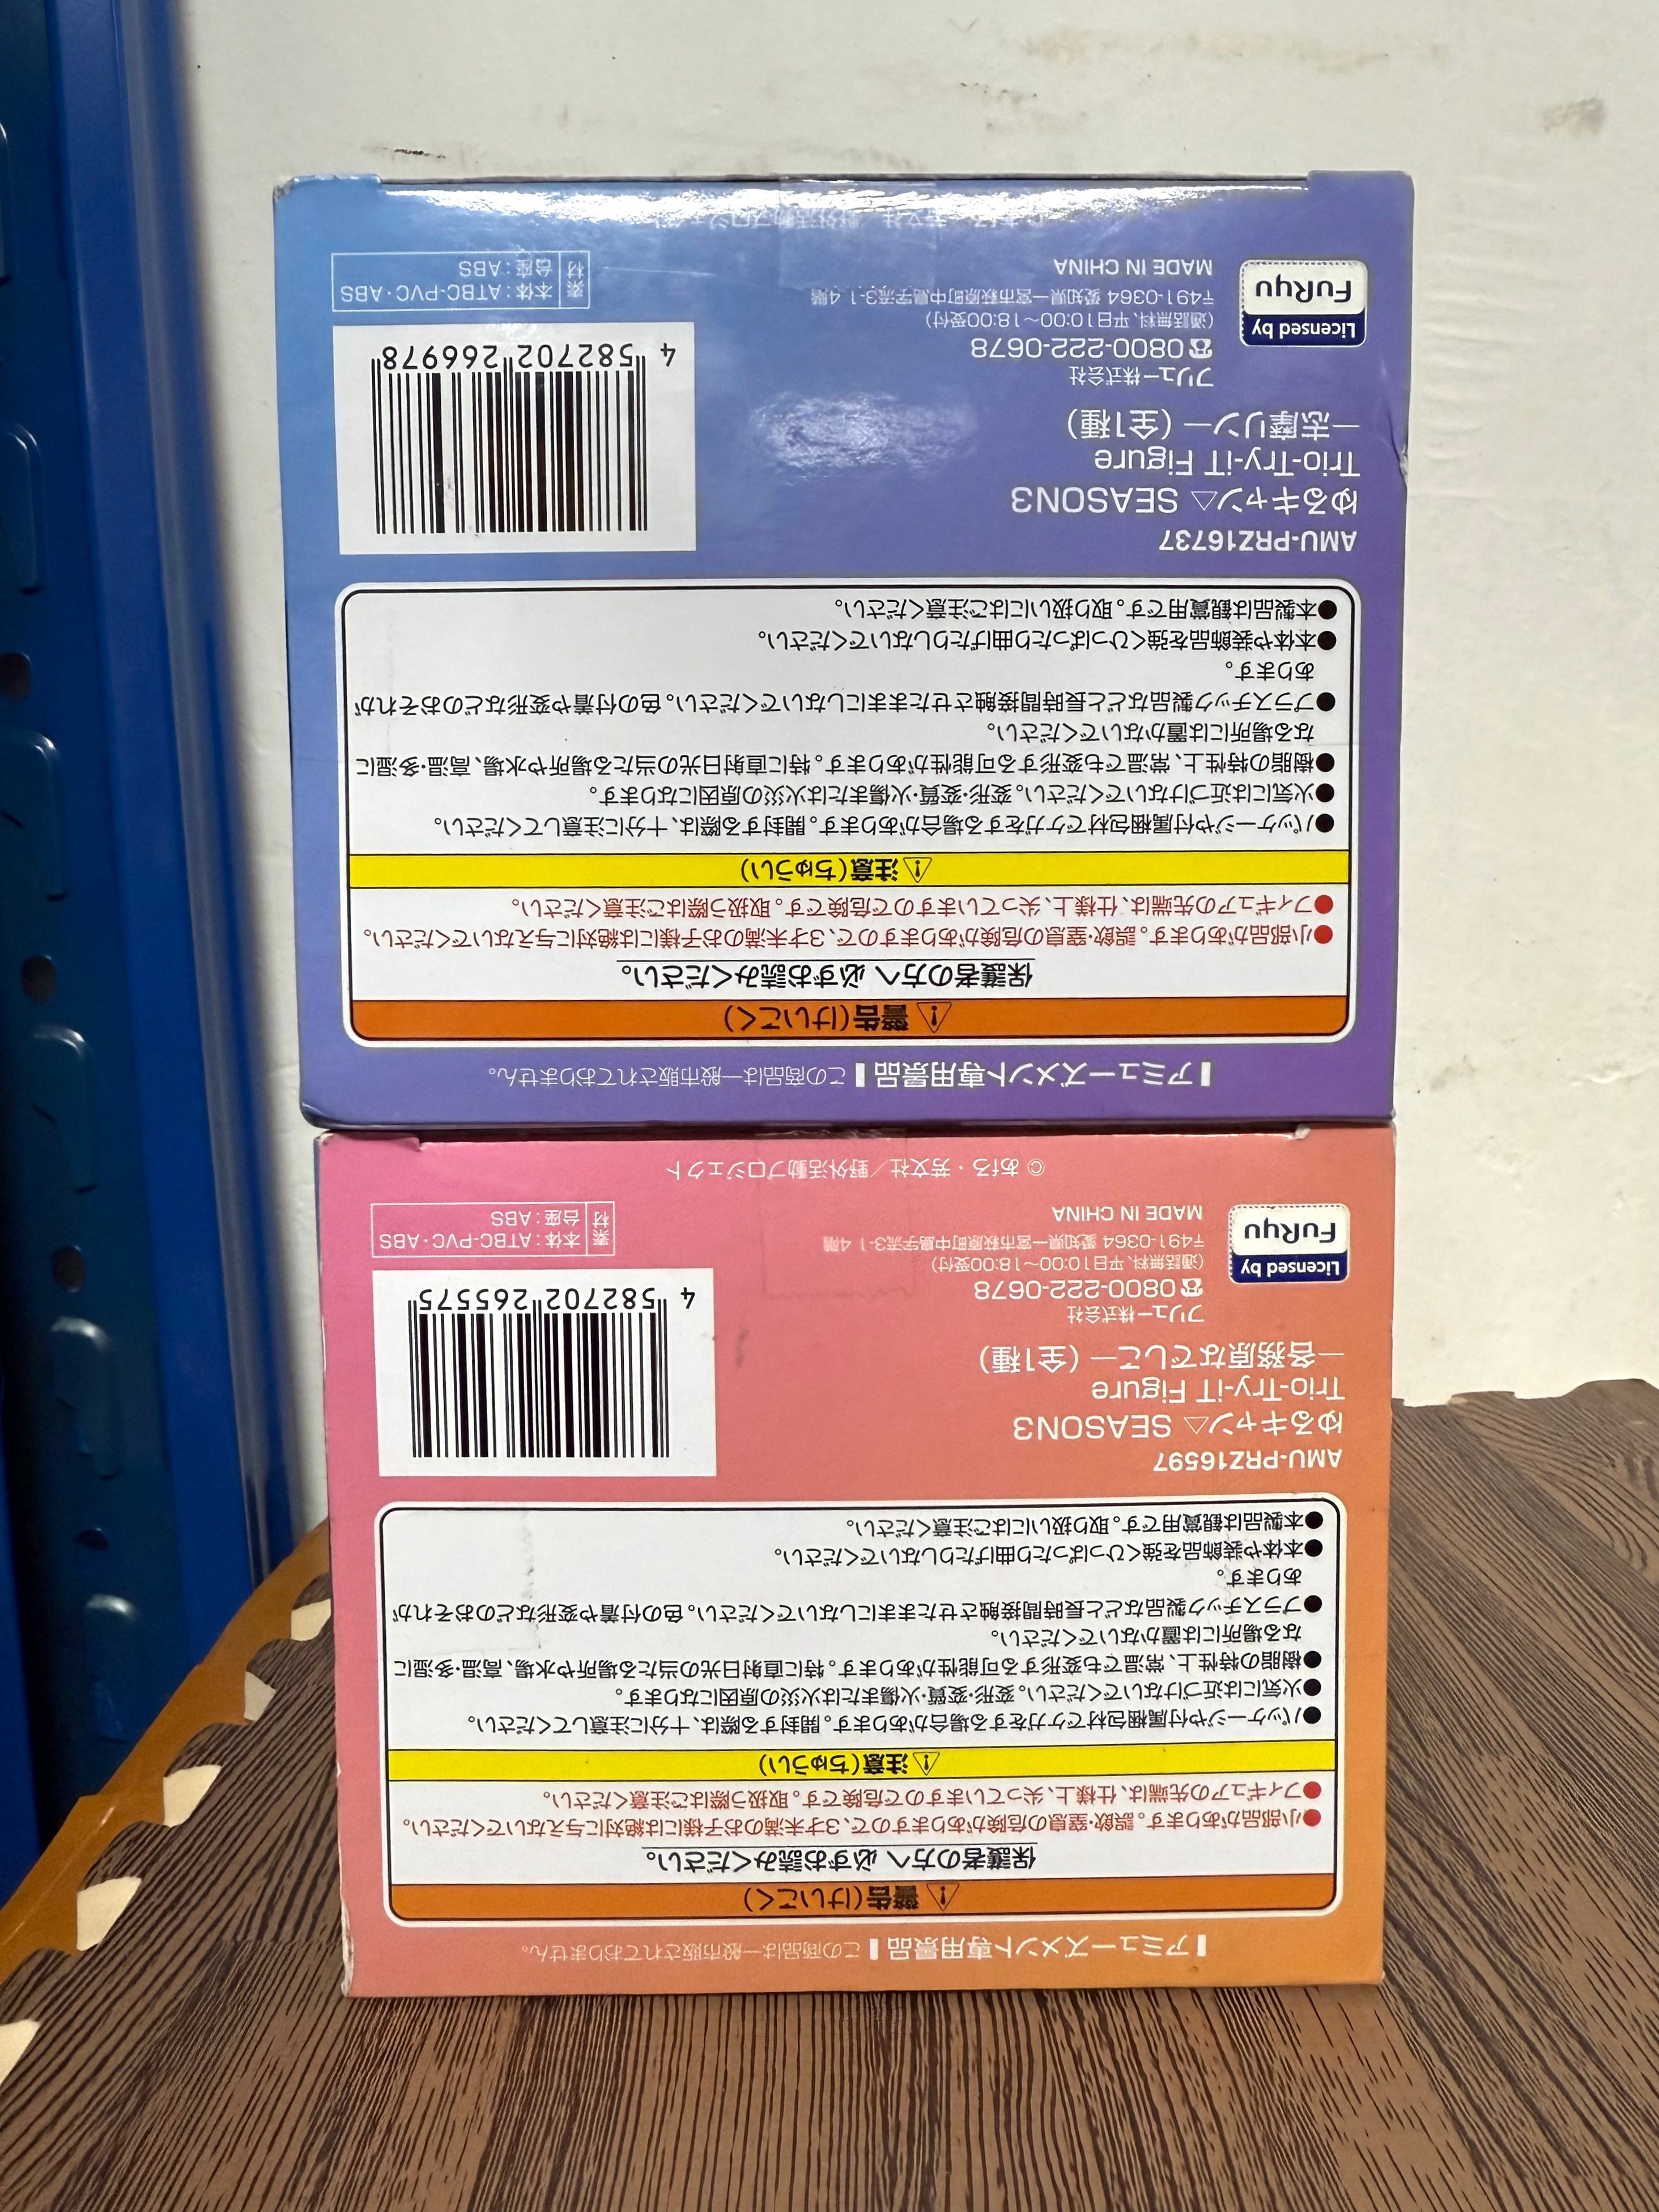 アミューズメント専用景品 この商品は一般市販されておりません。
警告(けいこく)
保護者の方へ 必ずお読みください。
●小部品があります。誤飲・窒息の危険がありますので、3才未満のお子様には絶対に与えないでください。
●フィギュアの先端は、仕様上、尖っていますので危険です。取扱う際はご注意ください。
注意(ちゅうい)
●パッケージや付属梱包材でケガをする場合があります。開封する際は、十分に注意してください。
●火気には近づけないでください。変形・変質・火傷または火災の原因になります。
●樹脂の特性上、常温でも変形する可能性があります。特に直射日光の当たる場所や水場、高温・多湿に
なる場所には置かないでください。
●プラスチック製品などと長時間接触させたままにしないでください。色の付着や変形などのおそれが
あります。
●本体や装飾品を強くひっぱったり曲げたりしないでください。
●本製品は観賞用です。取り扱いにはご注意ください。
AMU-PRZ16597
ゆるキャン△ SEASON3
Trio-Try-iT Figure
―各務原なでしこ― (全1種)
フリュー株式会社
☎0800-222-0678
(通話無料、平日10:00～18:00受付)
〒491-0364 愛知県一宮市萩原町中島字流3-1 4階
MADE IN CHINA
Licensed by
FuRyu
4 582702 265575
素材
本体:ATBC-PVC・ABS
台座:ABS
© あfろ・芳文社／野外活動プロジェクト
アミューズメント専用景品 この商品は一般市販されておりません。
警告(けいこく)
保護者の方へ 必ずお読みください。
●小部品があります。誤飲・窒息の危険がありますので、3才未満のお子様には絶対に与えないでください。
●フィギュアの先端は、仕様上、尖っていますので危険です。取扱う際はご注意ください。
注意(ちゅうい)
●パッケージや付属梱包材でケガをする場合があります。開封する際は、十分に注意してください。
●火気には近づけないでください。変形・変質・火傷または火災の原因になります。
●樹脂の特性上、常温でも変形する可能性があります。特に直射日光の当たる場所や水場、高温・多湿に
なる場所には置かないでください。
●プラスチック製品などと長時間接触させたままにしないでください。色の付着や変形などのおそれが
あります。
●本体や装飾品を強くひっぱったり曲げたりしないでください。
●本製品は観賞用です。取り扱いにはご注意ください。
AMU-PRZ16737
ゆるキャン△ SEASON3
Trio-Try-iT Figure
―志摩リン― (全1種)
フリュー株式会社
☎0800-222-0678
(通話無料、平日10:00～18:00受付)
〒491-0364 愛知県一宮市萩原町中島字流3-1 4階
MADE IN CHINA
Licensed by
FuRyu
4 582702 266978
素材
本体:ATBC-PVC・ABS
台座:ABS
© あfろ・芳文社／野外活動プロジェクト